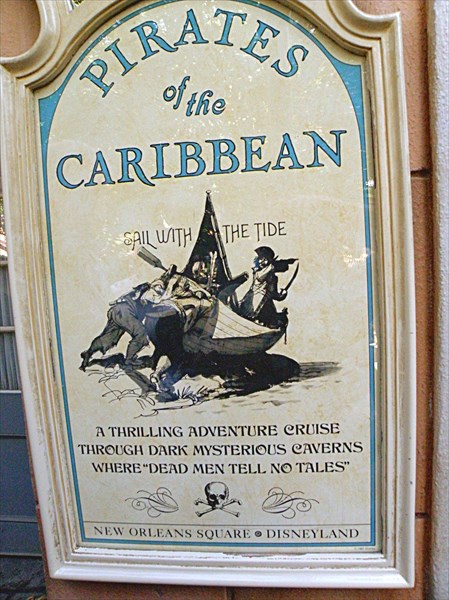 PIRATES
of the
CARIBBEAN
SAIL WITH THE TIDE
A THRILLING ADVENTURE CRUISE
THROUGH DARK MYSTERIOUS CAVERNS
WHERE "DEAD MEN TELL NO TALES"
NEW ORLEANS SQUARE DISNEYLAND